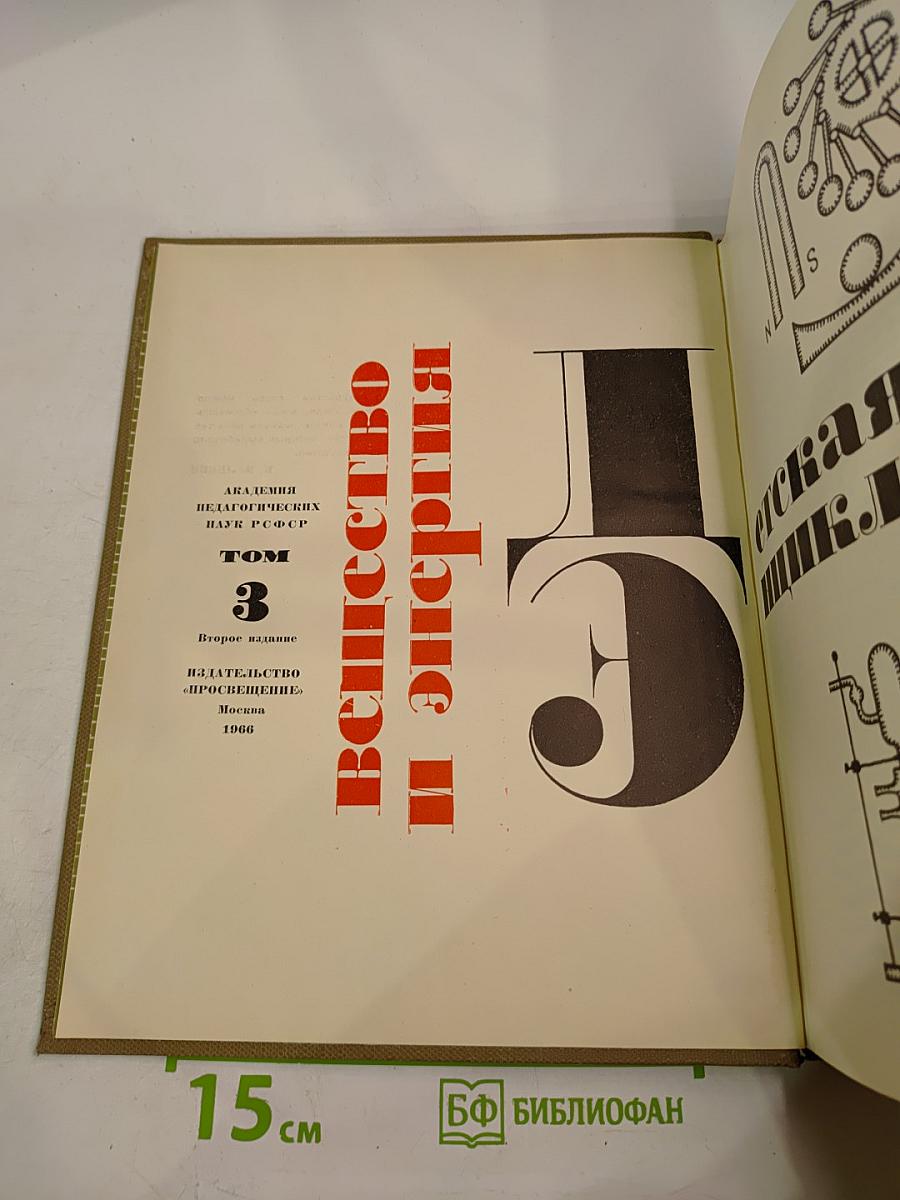 АКАДЕМИЯ
ПЕДАГОГИЧЕСКИХ
НАУК РСФСР
ТОМ
3
Второе издание
ИЗДАТЕЛЬСТВО
«ПРОСВЕЩЕНИЕ»
Москва
1966
вещество
и энергия
ДЭ
N
S
етская
нцикл
15 см
БФ БИБЛИОФАН